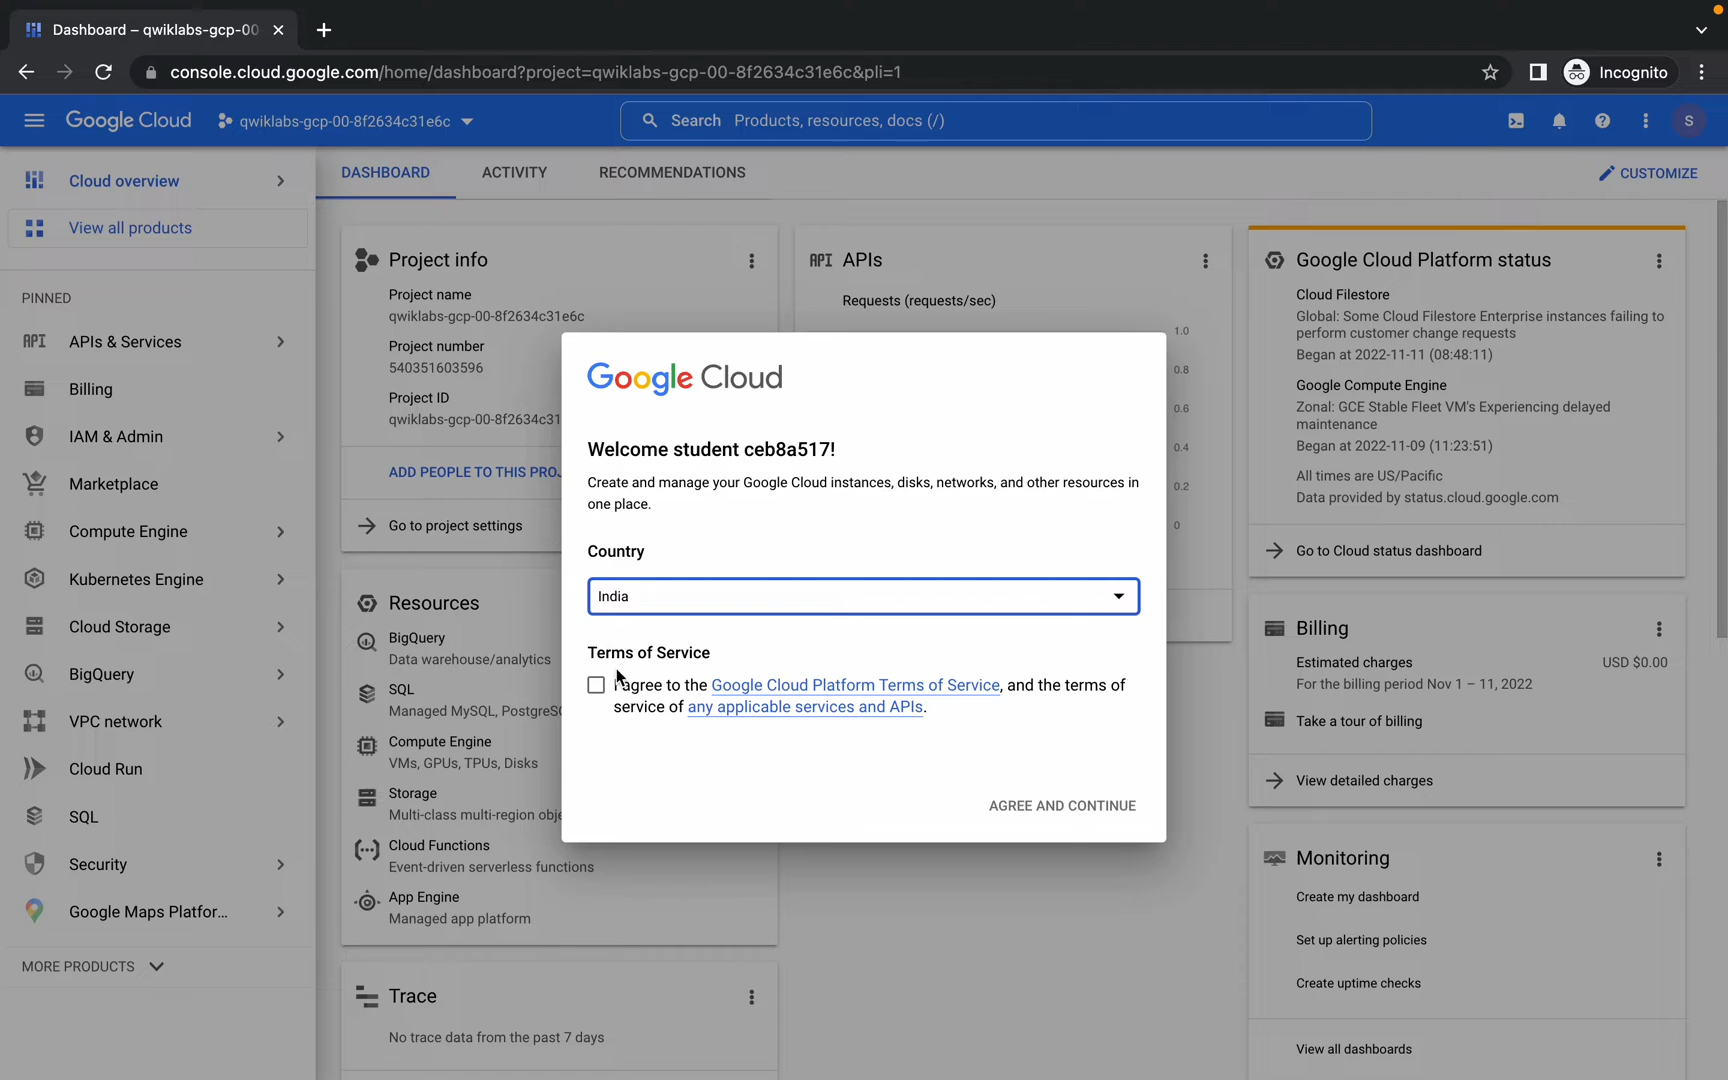 Dashboard – qwiklabs-gcp-00
console.cloud.google.com/home/dashboard?project=qwiklabs-gcp-00-8f2634c31e6c&pli=1
Incognito
Google Cloud
qwiklabs-gcp-00-8f2634c31e6c
Search Products, resources, docs (/)
S
Cloud overview
View all products
PINNED
APIs & Services
Billing
IAM & Admin
Marketplace
Compute Engine
Kubernetes Engine
Cloud Storage
BigQuery
VPC network
Cloud Run
SQL
Security
Google Maps Platfor...
MORE PRODUCTS
DASHBOARD
ACTIVITY
RECOMMENDATIONS
CUSTOMIZE
Project info
Project name
qwiklabs-gcp-00-8f2634c31e6c
Project number
540351603596
Project ID
qwiklabs-gcp-00-8f2634c31
ADD PEOPLE TO THIS PROJ
Go to project settings
Resources
BigQuery
Data warehouse/analytics
SQL
Managed MySQL, PostgreS
Compute Engine
VMs, GPUs, TPUs, Disks
Storage
Multi-class multi-region obje
Cloud Functions
Event-driven serverless functions
App Engine
Managed app platform
Trace
No trace data from the past 7 days
API APIs
Requests (requests/sec)
1.0
0.8
0.6
0.4
0.2
0
Google Cloud
Welcome student ceb8a517!
Create and manage your Google Cloud instances, disks, networks, and other resources in
one place.
Country
India
Terms of Service
I agree to the Google Cloud Platform Terms of Service, and the terms of
service of any applicable services and APIs.
AGREE AND CONTINUE
Google Cloud Platform status
Cloud Filestore
Global: Some Cloud Filestore Enterprise instances failing to
perform customer change requests
Began at 2022-11-11 (08:48:11)
Google Compute Engine
Zonal: GCE Stable Fleet VM's Experiencing delayed
maintenance
Began at 2022-11-09 (11:23:51)
All times are US/Pacific
Data provided by status.cloud.google.com
Go to Cloud status dashboard
Billing
Estimated charges USD $0.00
For the billing period Nov 1 – 11, 2022
Take a tour of billing
View detailed charges
Monitoring
Create my dashboard
Set up alerting policies
Create uptime checks
View all dashboards